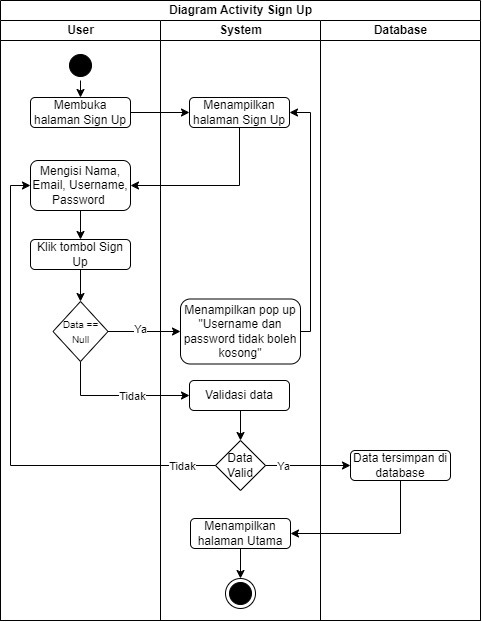 Diagram Activity Sign Up
User
System
Database
Membuka
halaman Sign Up
Menampilkan
halaman Sign Up
Mengisi Nama,
Email, Username,
Password
Klik tombol Sign
Up
Data ==
Null
Ya
Menampilkan pop up
"Username dan
password tidak boleh
kosong"
Tidak
Validasi data
Data
Valid
Tidak
Ya
Data tersimpan di
database
Menampilkan
halaman Utama